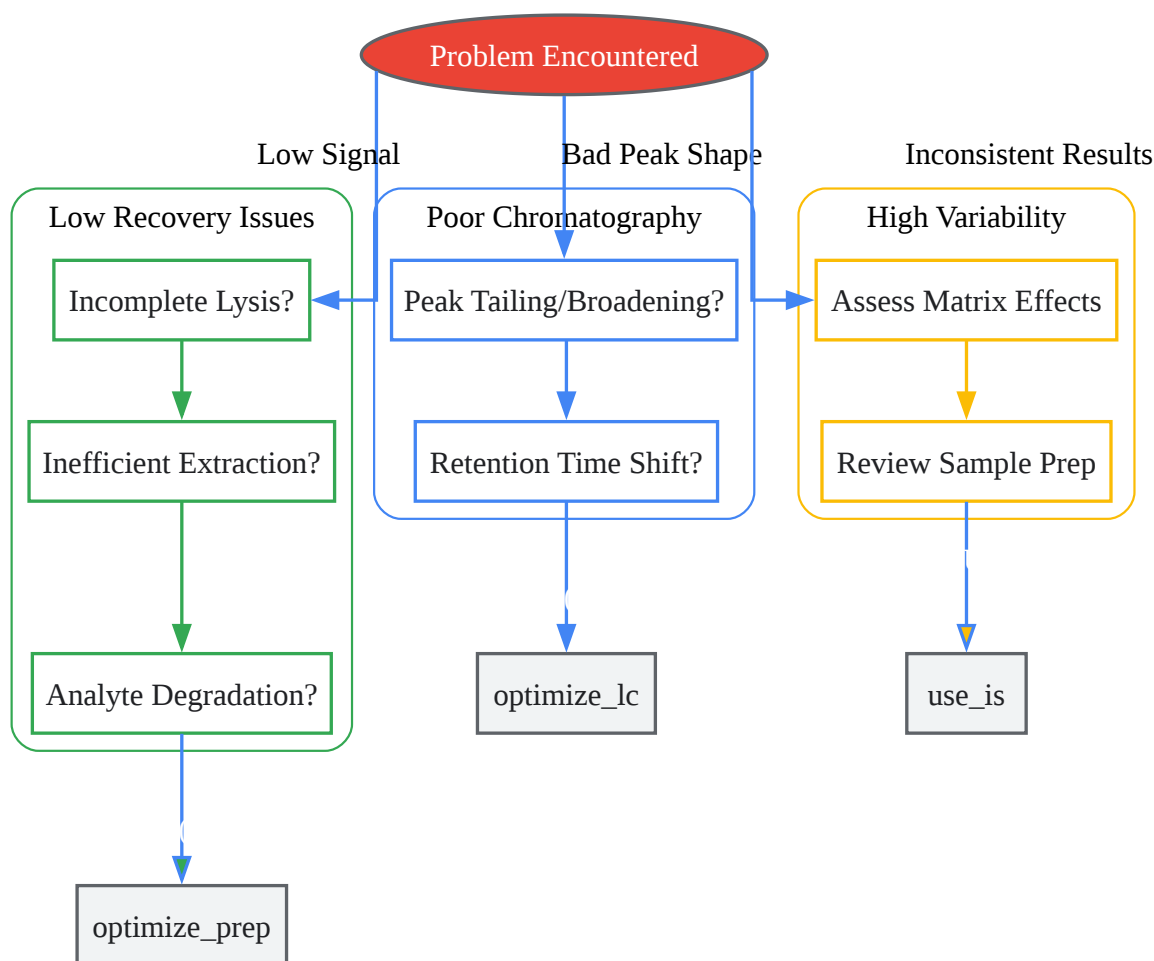 Problem Encountered
Low Signal
Bad Peak Shape
Inconsistent Results
Low Recovery Issues
Poor Chromatography
High Variability
Incomplete Lysis?
Peak Tailing/Broadening?
Assess Matrix Effects
Inefficient Extraction?
Retention Time Shift?
Review Sample Prep
Analyte Degradation?
optimize_lc
use_is
optimize_prep